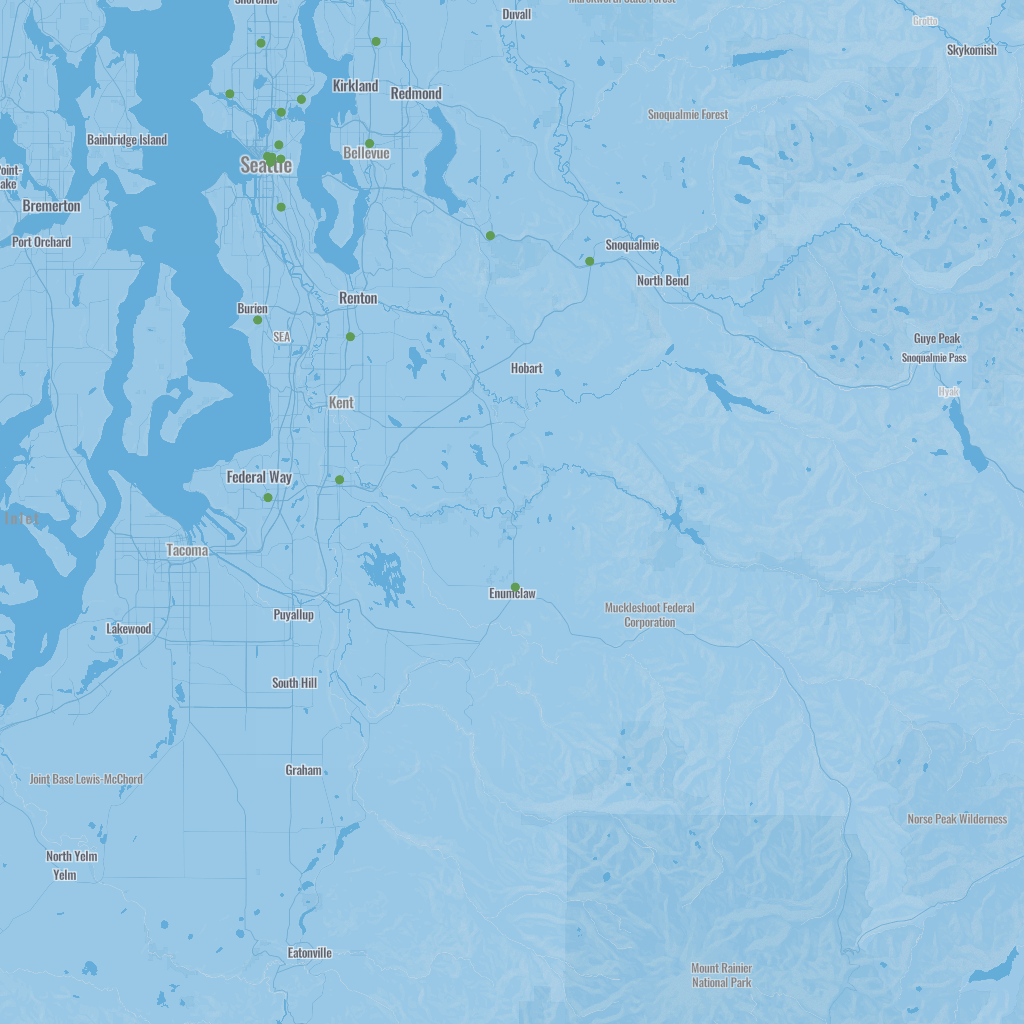 Duvall
Grotto
Skykomish
Kirkland
Redmond
Snoqualmie Forest
Bainbridge Island
Bellevue
Seattle
Bremerton
Port Orchard
Snoqualmie
North Bend
Renton
Burien
SEA
Guye Peak
Snoqualmie Pass
Hobart
Hyak
Kent
Federal Way
Tacoma
Enumclaw
Muckleshoot Federal
Corporation
Puyallup
Lakewood
South Hill
Graham
Joint Base Lewis-McChord
Norse Peak Wilderness
North Yelm
Yelm
Eatonville
Mount Rainier
National Park